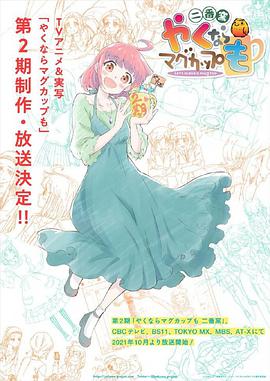 二番窯
やくなら
マグカップも
TVアニメ&実写
「やくならマグカップも」
第2期制作・放送決定!!
第2期「やくならマグカップも 二番窯」、
CBCテレビ、BS11、TOKYO MX、MBS、AT-Xにて
2021年10月より放送開始!